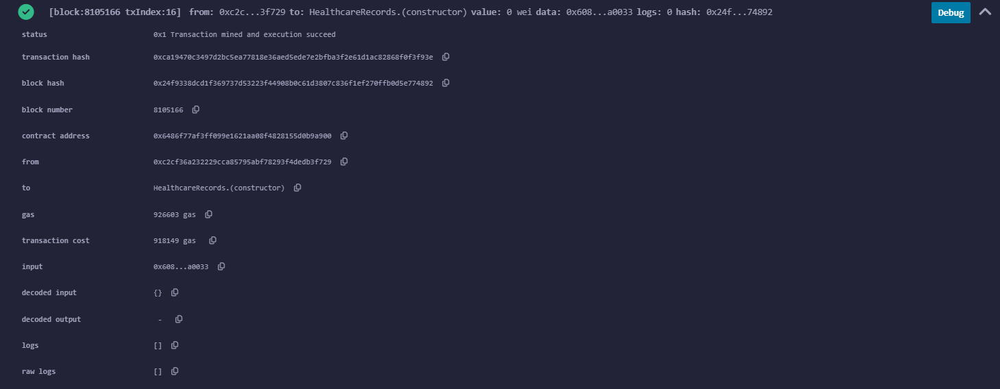 [block:8105166 txIndex:16] from: 0xc2c...3f729 to: HealthcareRecords.(constructor) value: 0 wei data: 0x608...a0033 logs: 0 hash: 0x24f...74892 Debug
status 0x1 Transaction mined and execution succeed
transaction hash 0xca19470c3497d2bc5ea77818e36aed5ede7e2bfba3f2e61d1ac82868f0f3f93e
block hash 0x24f9338dcd1f369737d53223f44908b0c61d3807c836f1ef270ffb0d5e774892
block number 8105166
contract address 0x6486f77af3ff099e1621aa08f4828155d0b9a900
from 0xc2cf36a232229cca85795abf78293f4dedb3f729
to HealthcareRecords.(constructor)
gas 926603 gas
transaction cost 918149 gas
input 0x608...a0033
decoded input {}
decoded output -
logs []
raw logs []